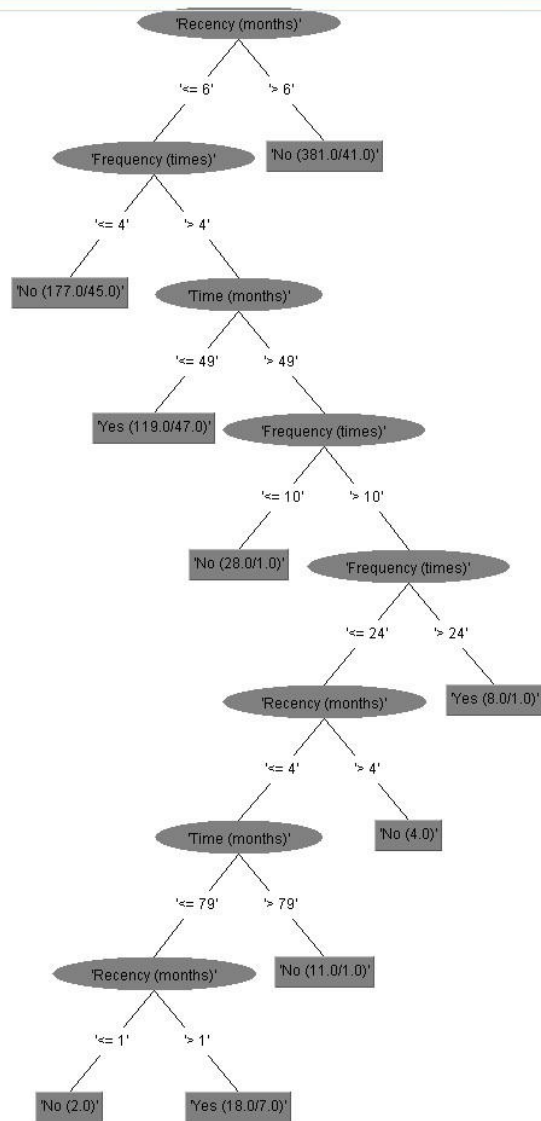 'Recency (months)'
'<= 6' '> 6'
'Frequency (times)' 'No (381.0/41.0)'
'<= 4' '> 4'
'No (177.0/45.0)' 'Time (months)'
'<= 49' '> 49'
'Yes (119.0/47.0)' 'Frequency (times)'
'<= 10' '> 10'
'No (28.0/1.0)' 'Frequency (times)'
'<= 24' '> 24'
'Recency (months)' 'Yes (8.0/1.0)'
'<= 4' '> 4'
'Time (months)' 'No (4.0)'
'<= 79' '> 79'
'Recency (months)' 'No (11.0/1.0)'
'<= 1' '> 1'
'No (2.0)' 'Yes (18.0/7.0)'